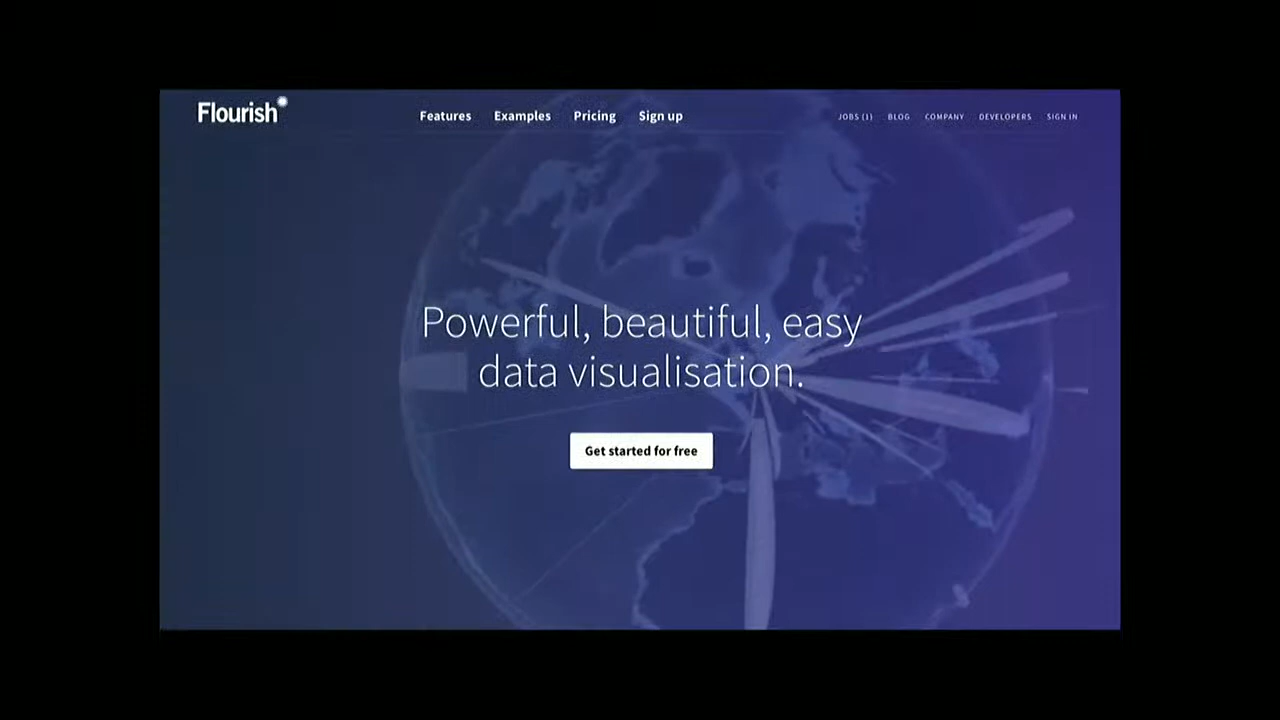 Flourish
Features Examples Pricing Sign up
JOBS (1) BLOG COMPANY DEVELOPERS SIGN IN
Powerful, beautiful, easy
data visualisation.
Get started for free